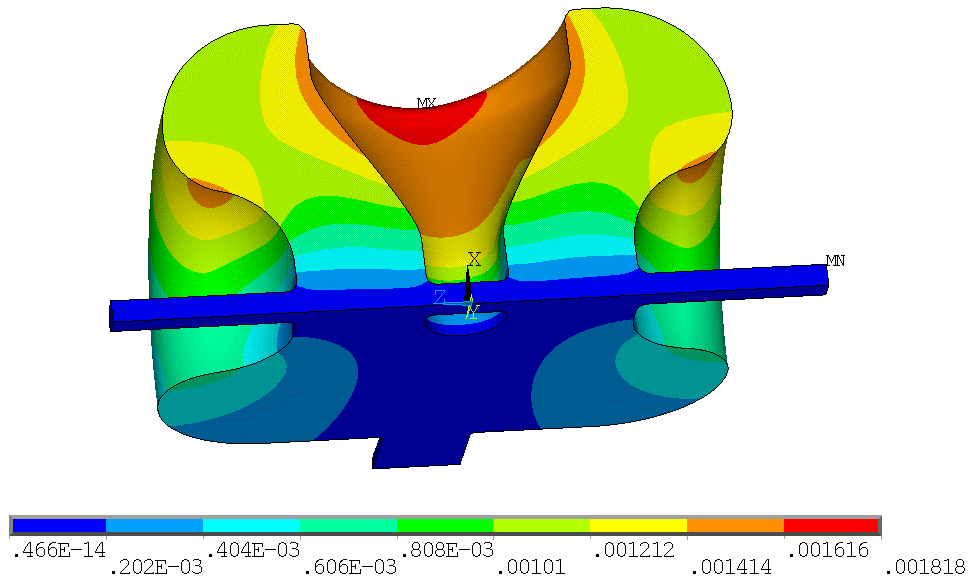 MX
MN
X
Z
Y
.466E-14
.404E-03
.808E-03
.001212
.001616
.202E-03
.606E-03
.00101
.001414
.001818